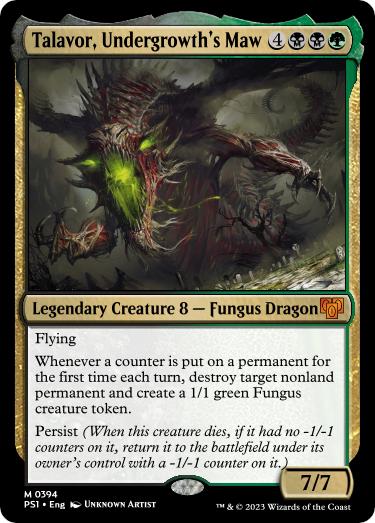 Talavor, Undergrowth's Maw 4
Legendary Creature 8 — Fungus Dragon
Flying
Whenever a counter is put on a permanent for
the first time each turn, destroy target nonland
permanent and create a 1/1 green Fungus
creature token.
Persist (When this creature dies, if it had no -1/-1
counters on it, return it to the battlefield under its
owner's control with a -1/-1 counter on it.)
7/7
M 0394
PS1 • Eng Unknown Artist
™ & © 2023 Wizards of the Coast